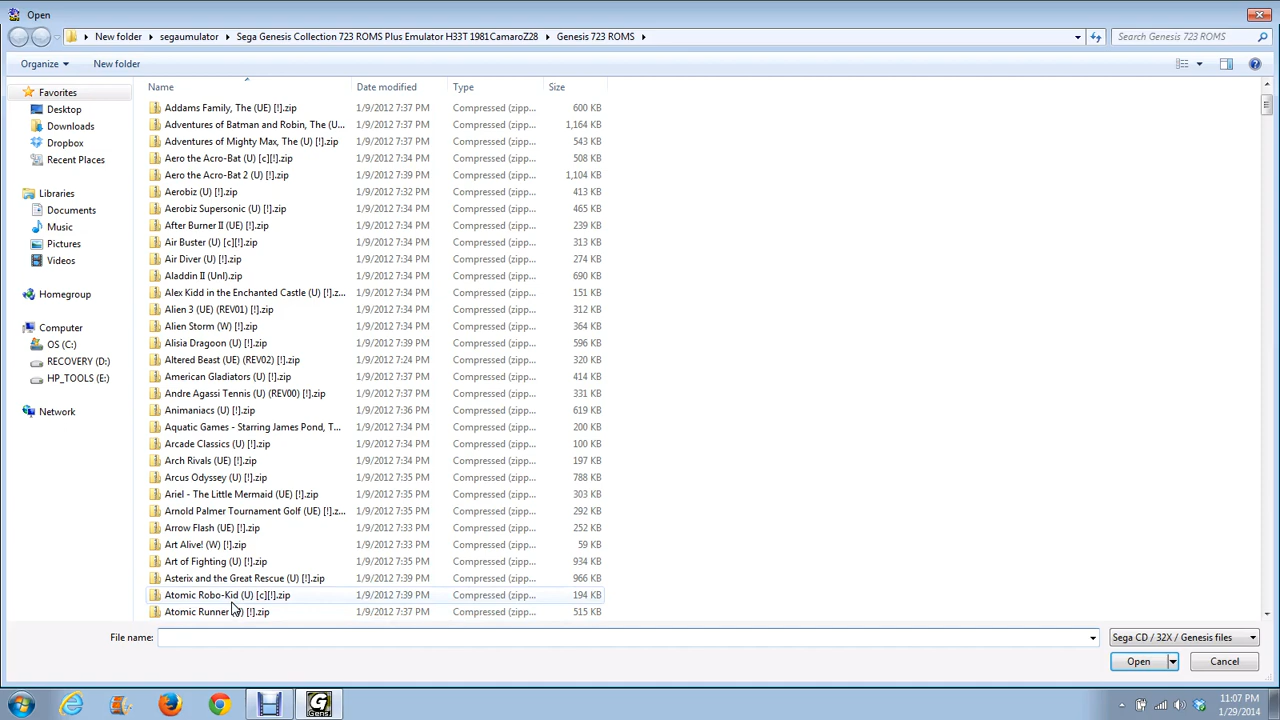 Open
New folder ▸ segaumulator ▸ Sega Genesis Collection 723 ROMS Plus Emulator H33T 1981CamaroZ28 ▸ Genesis 723 ROMS ▸ Search Genesis 723 ROMS
Organize New folder
Name Date modified Type Size
Favorites
Desktop
Downloads
Dropbox
Recent Places
Libraries
Documents
Music
Pictures
Videos
Homegroup
Computer
OS (C:)
RECOVERY (D:)
HP_TOOLS (E:)
Network
Addams Family, The (UE) [!].zip 1/9/2012 7:37 PM Compressed (zipp... 600 KB
Adventures of Batman and Robin, The (U... 1/9/2012 7:37 PM Compressed (zipp... 1,164 KB
Adventures of Mighty Max, The (U) [!].zip 1/9/2012 7:37 PM Compressed (zipp... 543 KB
Aero the Acro-Bat (U) [c][!].zip 1/9/2012 7:34 PM Compressed (zipp... 508 KB
Aero the Acro-Bat 2 (U) [!].zip 1/9/2012 7:39 PM Compressed (zipp... 1,104 KB
Aerobiz (U) [!].zip 1/9/2012 7:32 PM Compressed (zipp... 413 KB
Aerobiz Supersonic (U) [!].zip 1/9/2012 7:34 PM Compressed (zipp... 465 KB
After Burner II (UE) [!].zip 1/9/2012 7:34 PM Compressed (zipp... 239 KB
Air Buster (U) [c][!].zip 1/9/2012 7:34 PM Compressed (zipp... 313 KB
Air Diver (U) [!].zip 1/9/2012 7:34 PM Compressed (zipp... 274 KB
Aladdin II (Unl).zip 1/9/2012 7:34 PM Compressed (zipp... 690 KB
Alex Kidd in the Enchanted Castle (U) [!].z... 1/9/2012 7:34 PM Compressed (zipp... 151 KB
Alien 3 (UE) (REV01) [!].zip 1/9/2012 7:34 PM Compressed (zipp... 312 KB
Alien Storm (W) [!].zip 1/9/2012 7:34 PM Compressed (zipp... 364 KB
Alisia Dragoon (U) [!].zip 1/9/2012 7:39 PM Compressed (zipp... 596 KB
Altered Beast (UE) (REV02) [!].zip 1/9/2012 7:24 PM Compressed (zipp... 320 KB
American Gladiators (U) [!].zip 1/9/2012 7:37 PM Compressed (zipp... 414 KB
Andre Agassi Tennis (U) (REV00) [!].zip 1/9/2012 7:37 PM Compressed (zipp... 331 KB
Animaniacs (U) [!].zip 1/9/2012 7:36 PM Compressed (zipp... 619 KB
Aquatic Games - Starring James Pond, T... 1/9/2012 7:34 PM Compressed (zipp... 200 KB
Arcade Classics (U) [!].zip 1/9/2012 7:34 PM Compressed (zipp... 100 KB
Arch Rivals (UE) [!].zip 1/9/2012 7:34 PM Compressed (zipp... 197 KB
Arcus Odyssey (U) [!].zip 1/9/2012 7:35 PM Compressed (zipp... 788 KB
Ariel - The Little Mermaid (UE) [!].zip 1/9/2012 7:35 PM Compressed (zipp... 303 KB
Arnold Palmer Tournament Golf (UE) [!].z... 1/9/2012 7:35 PM Compressed (zipp... 292 KB
Arrow Flash (UE) [!].zip 1/9/2012 7:33 PM Compressed (zipp... 252 KB
Art Alive! (W) [!].zip 1/9/2012 7:33 PM Compressed (zipp... 59 KB
Art of Fighting (U) [!].zip 1/9/2012 7:35 PM Compressed (zipp... 934 KB
Asterix and the Great Rescue (U) [!].zip 1/9/2012 7:39 PM Compressed (zipp... 966 KB
Atomic Robo-Kid (U) [c][!].zip 1/9/2012 7:39 PM Compressed (zipp... 194 KB
Atomic Runner [!].zip 1/9/2012 7:34 PM Compressed (zipp... 515 KB
File name: Sega CD / 32X / Genesis files
Open Cancel
Gens
11:07 PM
1/29/2014